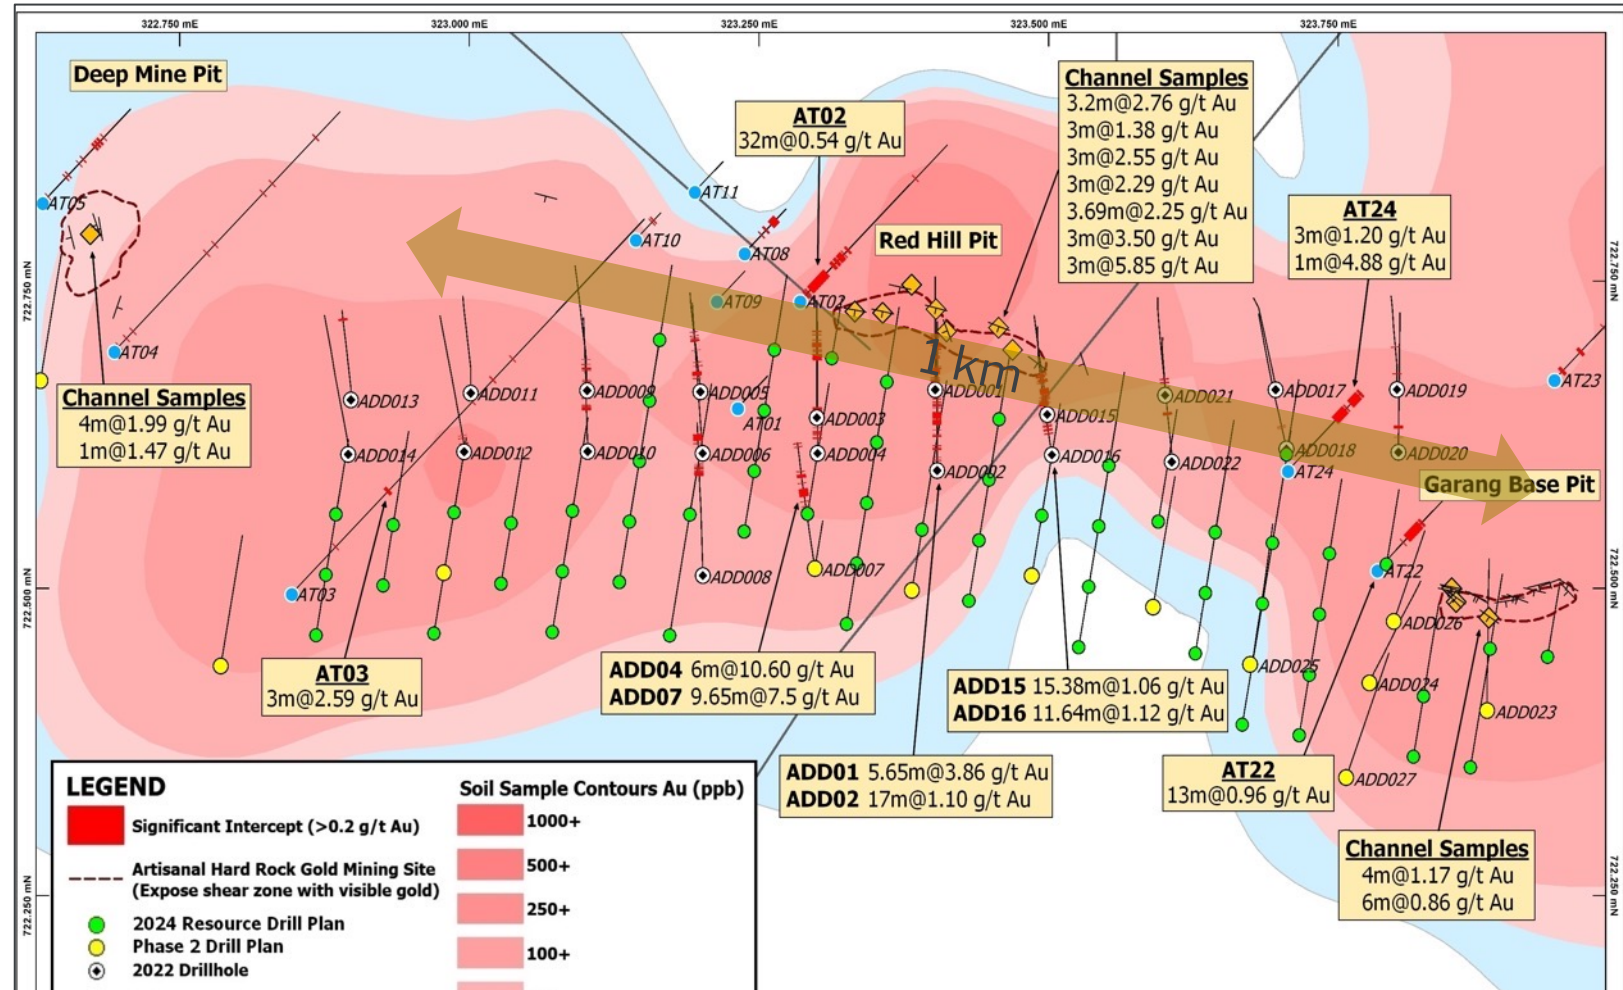 322.750 mE
323.000 mE
323.250 mE
323.500 mE
323.750 mE
Deep Mine Pit
AT02
32m@0.54 g/t Au
Channel Samples
3.2m@2.76 g/t Au
3m@1.38 g/t Au
3m@2.55 g/t Au
3m@2.29 g/t Au
3.69m@2.25 g/t Au
3m@3.50 g/t Au
3m@5.85 g/t Au
AT24
3m@1.20 g/t Au
1m@4.88 g/t Au
Red Hill Pit
AT05
AT11
AT10
AT08
AT09
AT02
AT04
AT23
722.750 mN
722.750 mN
1 km
Channel Samples
4m@1.99 g/t Au
1m@1.47 g/t Au
ADD013
ADD011
ADD009
ADD005
AT01
ADD003
ADD001
ADD015
ADD021
ADD017
ADD019
ADD014
ADD012
ADD010
ADD006
ADD004
ADD002
ADD016
ADD022
ADD018
AT24
ADD020
Garang Base Pit
AT03
ADD008
ADD007
AT22
722.500 mN
722.500 mN
ADD026
ADD025
ADD024
ADD023
ADD027
AT03
3m@2.59 g/t Au
ADD04 6m@10.60 g/t Au
ADD07 9.65m@7.5 g/t Au
ADD15 15.38m@1.06 g/t Au
ADD16 11.64m@1.12 g/t Au
ADD01 5.65m@3.86 g/t Au
ADD02 17m@1.10 g/t Au
AT22
13m@0.96 g/t Au
Channel Samples
4m@1.17 g/t Au
6m@0.86 g/t Au
722.250 mN
722.250 mN
LEGEND
Significant Intercept (>0.2 g/t Au)
Artisanal Hard Rock Gold Mining Site
(Expose shear zone with visible gold)
2024 Resource Drill Plan
Phase 2 Drill Plan
2022 Drillhole
Soil Sample Contours Au (ppb)
1000+
500+
250+
100+